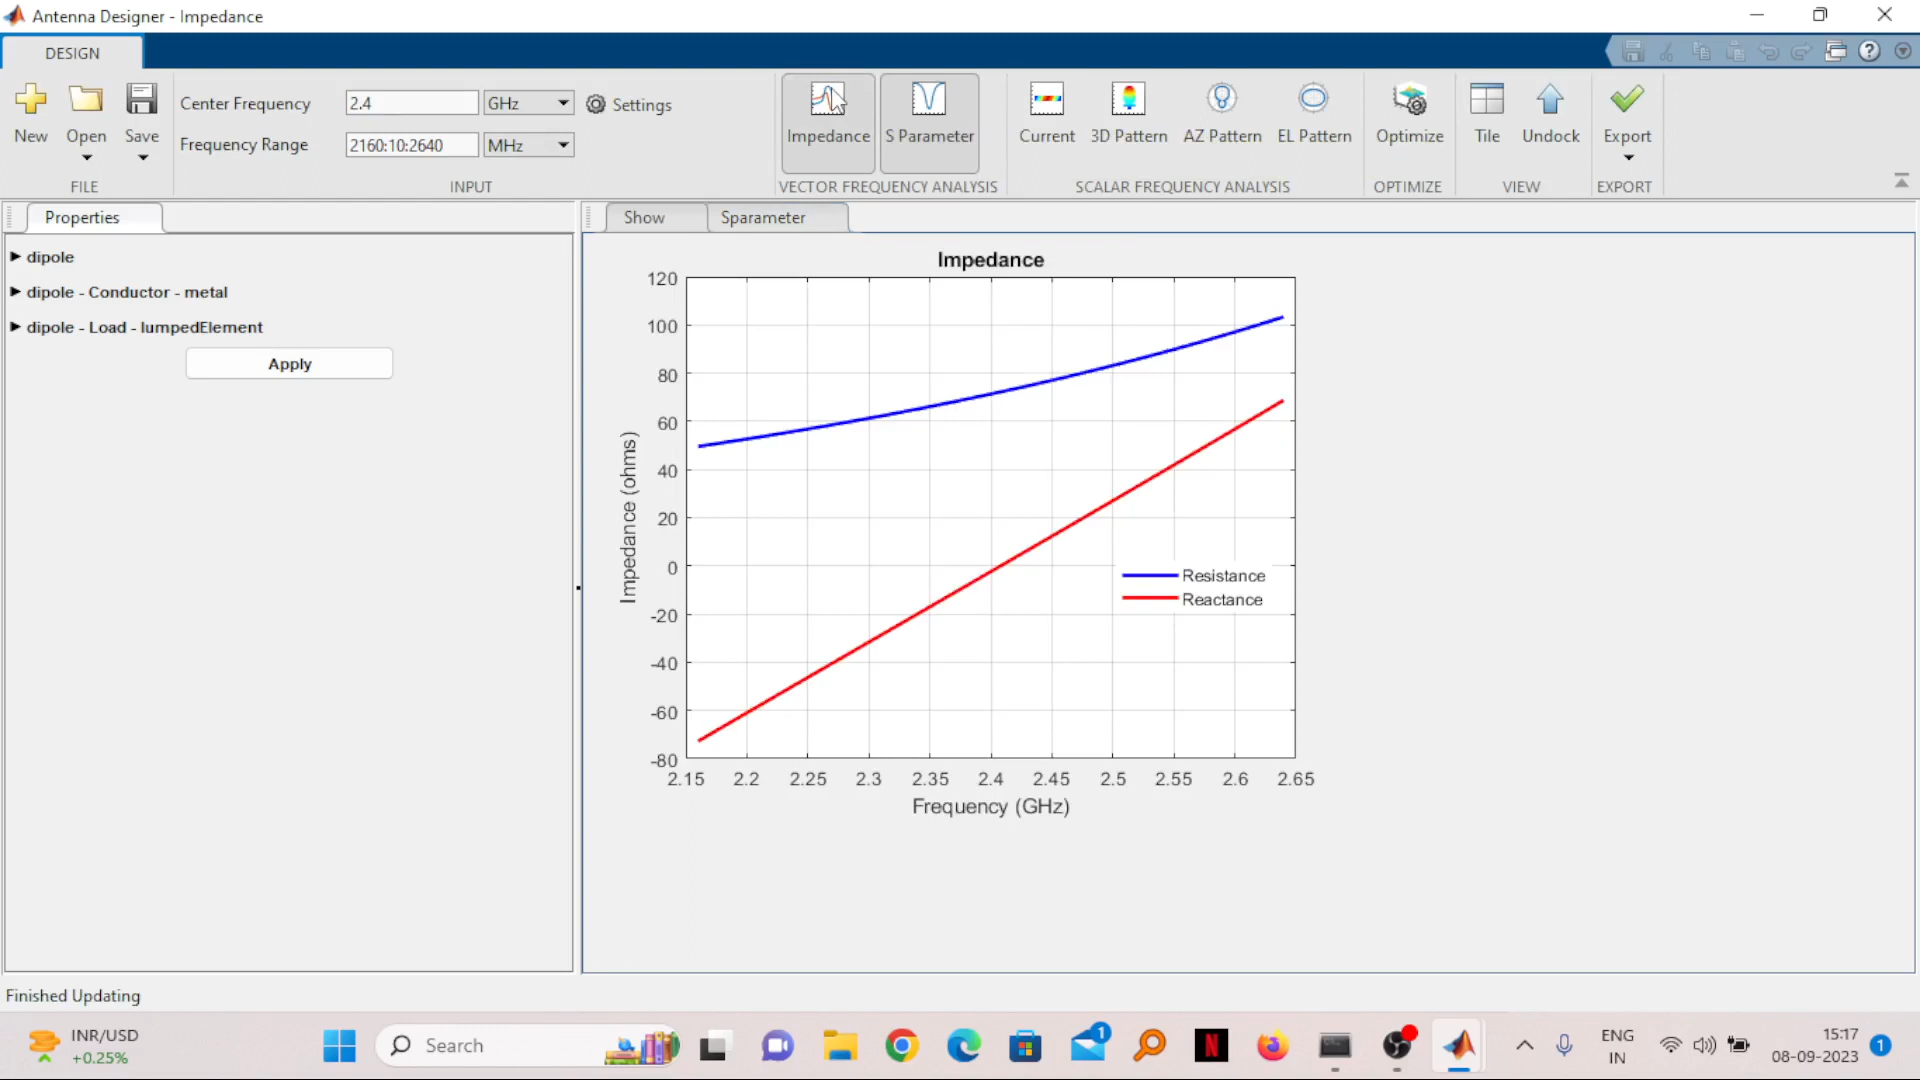 Antenna Designer - Impedance
DESIGN
New
Open
Save
FILE
Center Frequency
2.4
GHz
Settings
Frequency Range
2160:10:2640
MHz
INPUT
Impedance
S Parameter
VECTOR FREQUENCY ANALYSIS
Current
3D Pattern
AZ Pattern
EL Pattern
SCALAR FREQUENCY ANALYSIS
Optimize
OPTIMIZE
Tile
Undock
VIEW
Export
EXPORT
Properties
dipole
dipole - Conductor - metal
dipole - Load - lumpedElement
Apply
Show
Sparameter
Impedance
120
100
80
60
40
20
0
-20
-40
-60
-80
Impedance (ohms)
Resistance
Reactance
2.15 2.2 2.25 2.3 2.35 2.4 2.45 2.5 2.55 2.6 2.65
Frequency (GHz)
Finished Updating
INR/USD
+0.25%
Search
1
N
ENG
IN
15:17
08-09-2023
1